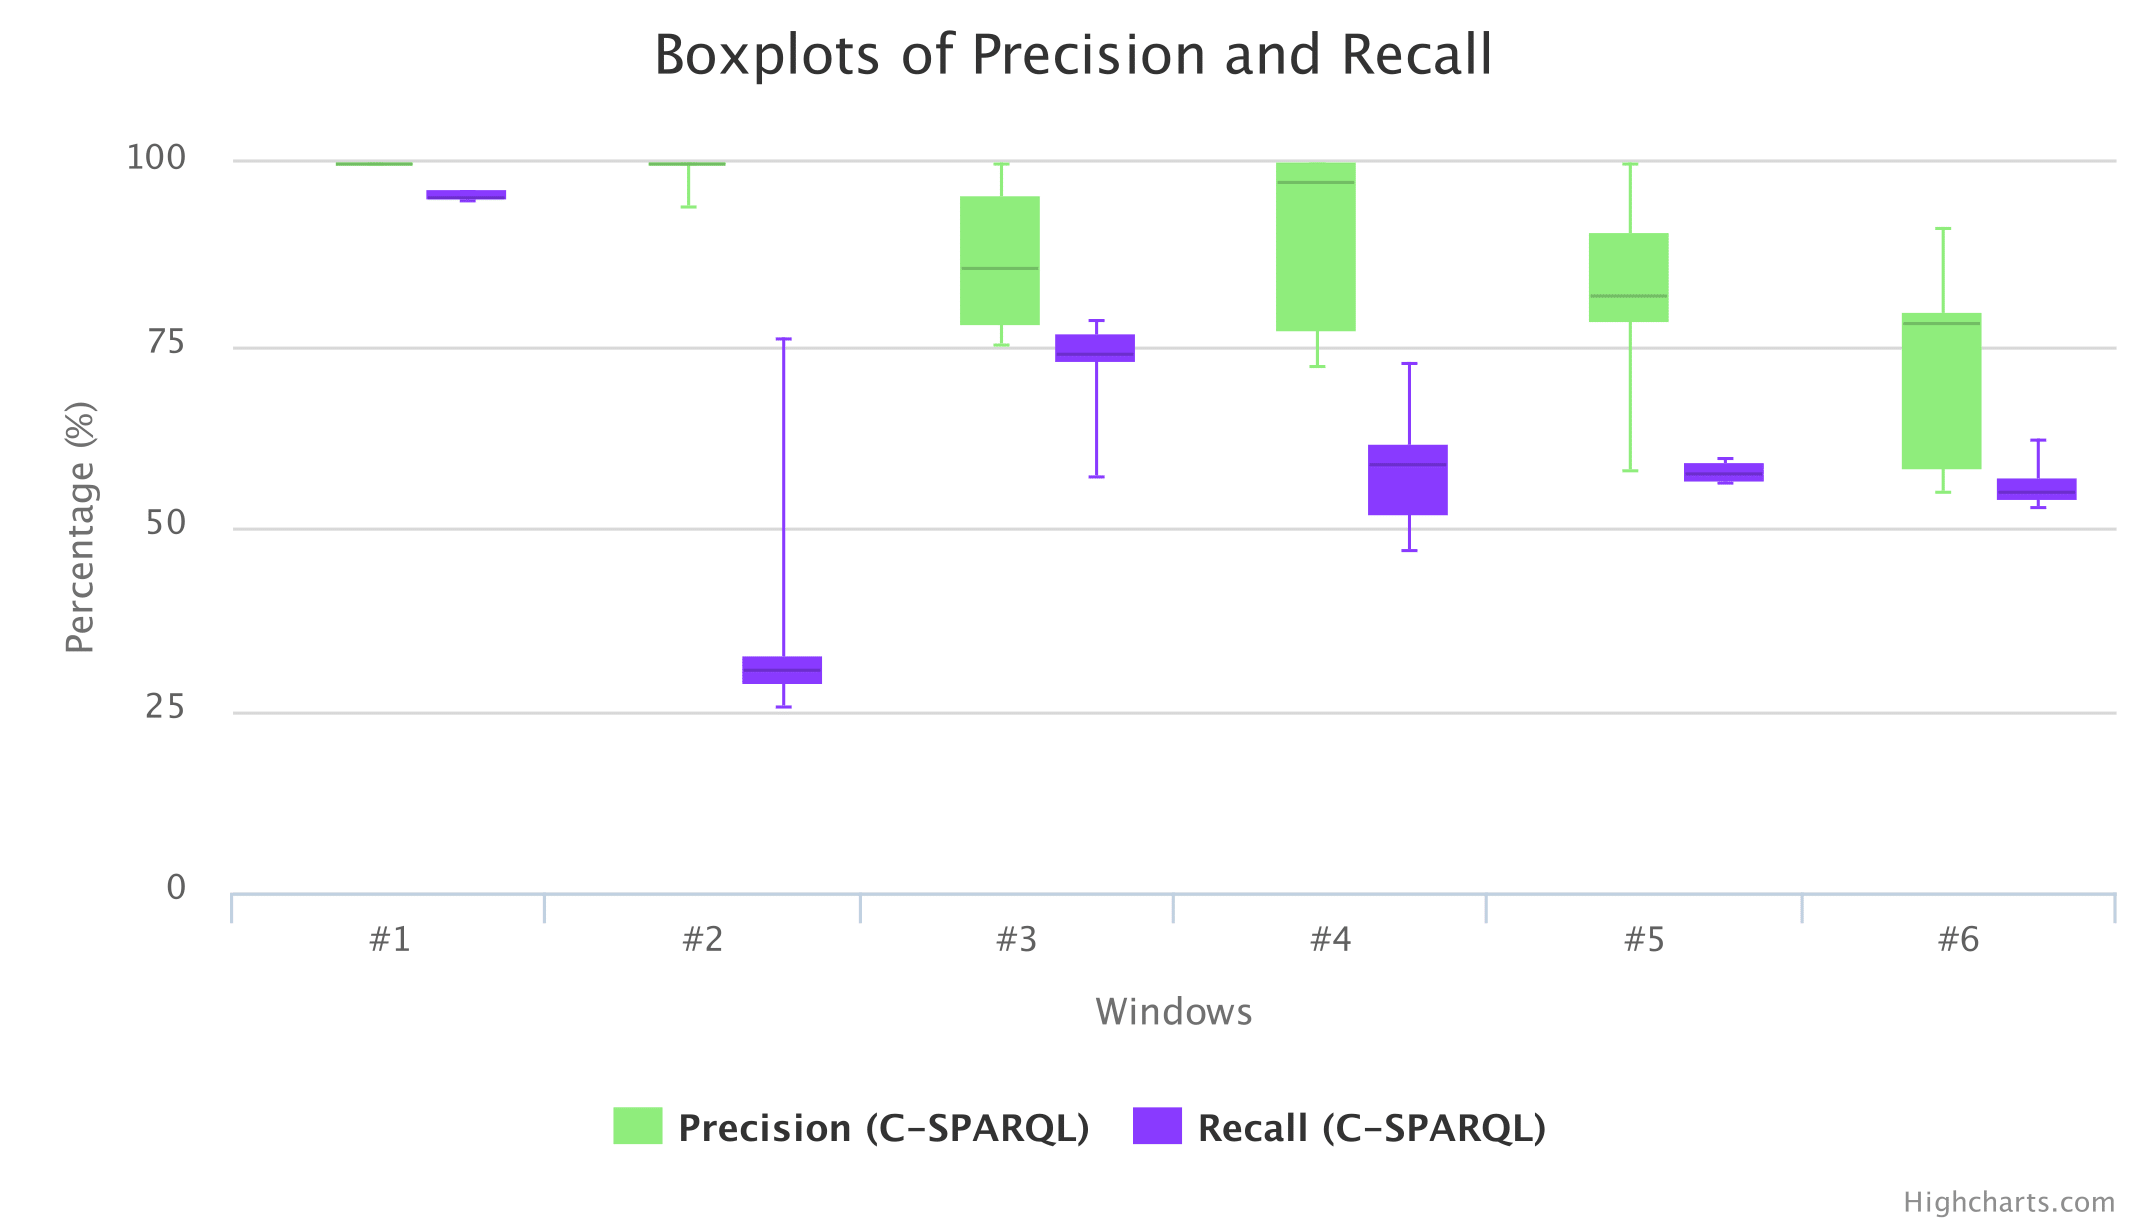 Boxplots of Precision and Recall
100
75
50
25
0
Percentage (%)
#1 #2 #3 #4 #5 #6
Windows
Precision (C-SPARQL) Recall (C-SPARQL)
Highcharts.com